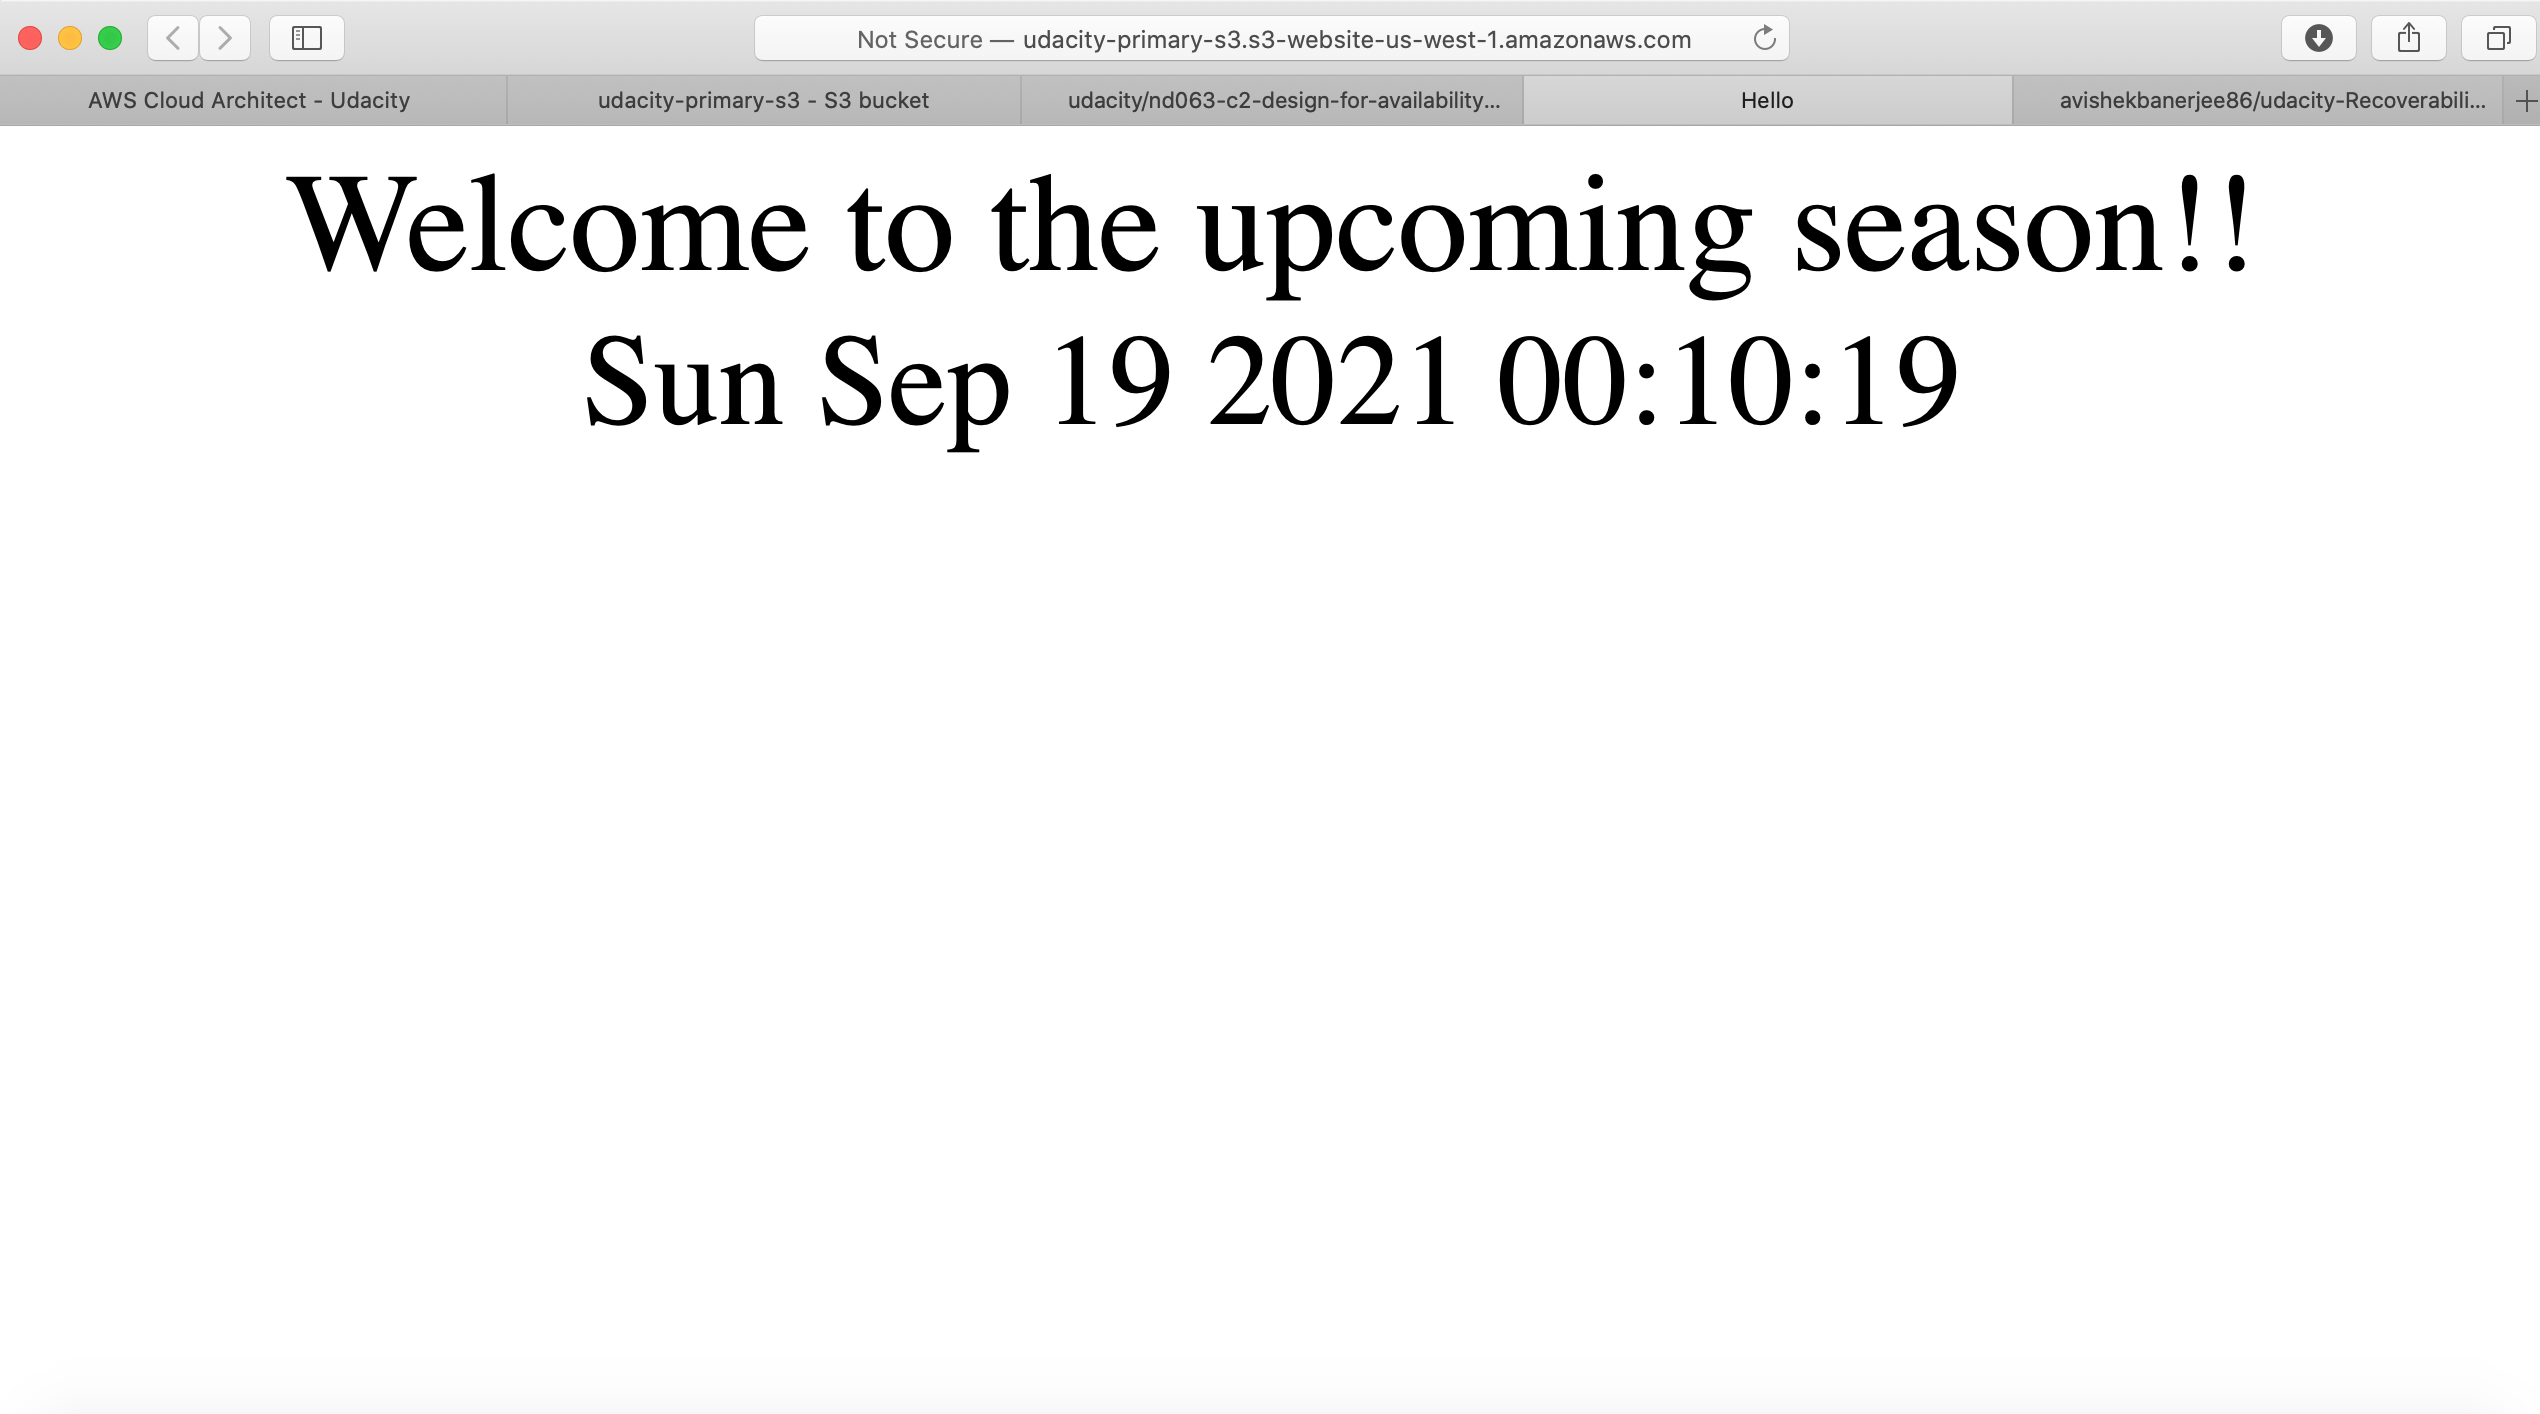 Not Secure — udacity-primary-s3.s3-website-us-west-1.amazonaws.com
AWS Cloud Architect - Udacity
udacity-primary-s3 - S3 bucket
udacity/nd063-c2-design-for-availability...
Hello
avishekbanerjee86/udacity-Recoverabili...
Welcome to the upcoming season!!
Sun Sep 19 2021 00:10:19